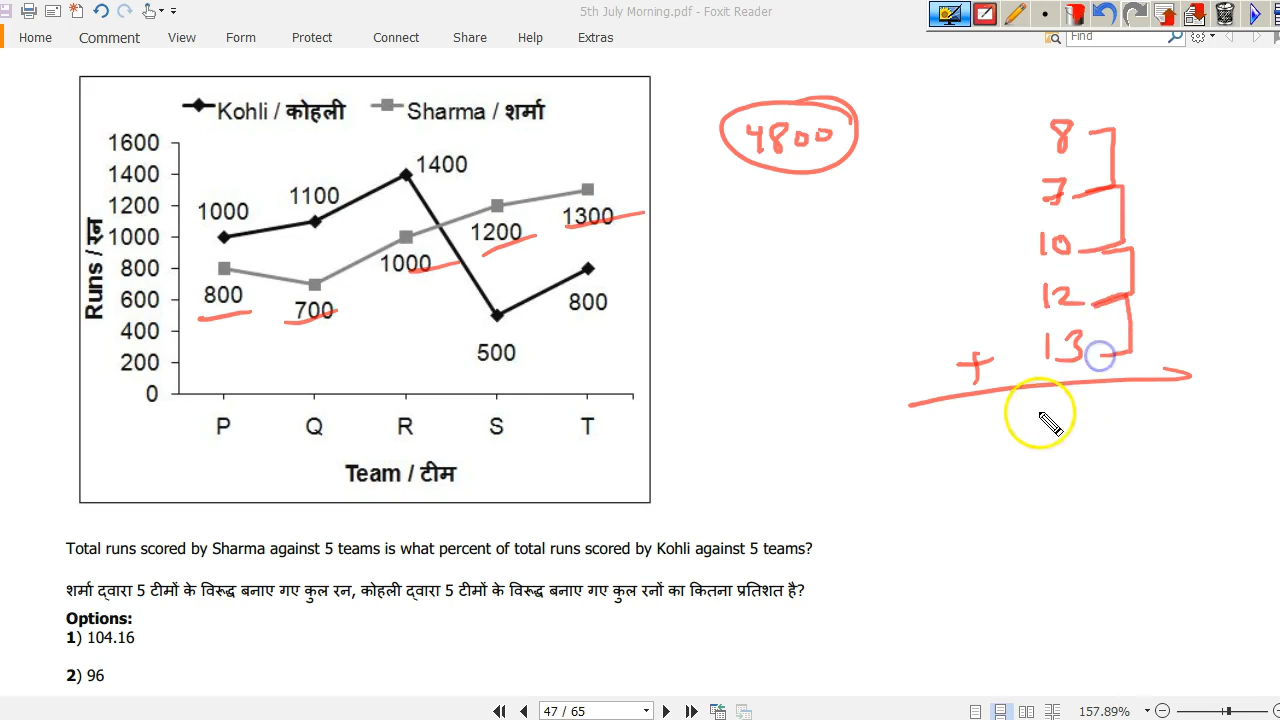 5th July Morning.pdf - Foxit Reader
Home Comment View Form Protect Connect Share Help Extras Find
Kohli / कोहली Sharma / शर्मा
1600
1400
1200
1000
800
600
400
200
0
Runs / रन
1000 1100 1400 500 800
800 700 1000 1200 1300
P Q R S T
Team / टीम
4800
8
7
10
12
13
+
Total runs scored by Sharma against 5 teams is what percent of total runs scored by Kohli against 5 teams?
शर्मा द्वारा 5 टीमों के विरूद्ध बनाए गए कुल रन, कोहली द्वारा 5 टीमों के विरूद्ध बनाए गए कुल रनों का कितना प्रतिशत है?
Options:
1) 104.16
2) 96
47 / 65
157.89%